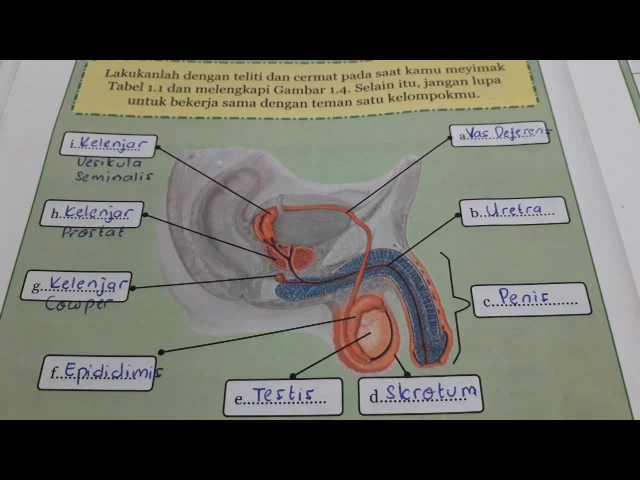 Lakukanlah dengan teliti dan cermat pada saat kamu meyimak
Tabel 1.1 dan melengkapi Gambar 1.4. Selain itu, jangan lupa
untuk bekerja sama dengan teman satu kelompokmu.
i. Kelenjar
Vesikula
Seminalis
a. Vas Deferens
h. Kelenjar
Prostat
b. Uretra
g. Kelenjar
Cowper
c. Penis
f. Epididimis
e. Testis
d. Skrotum